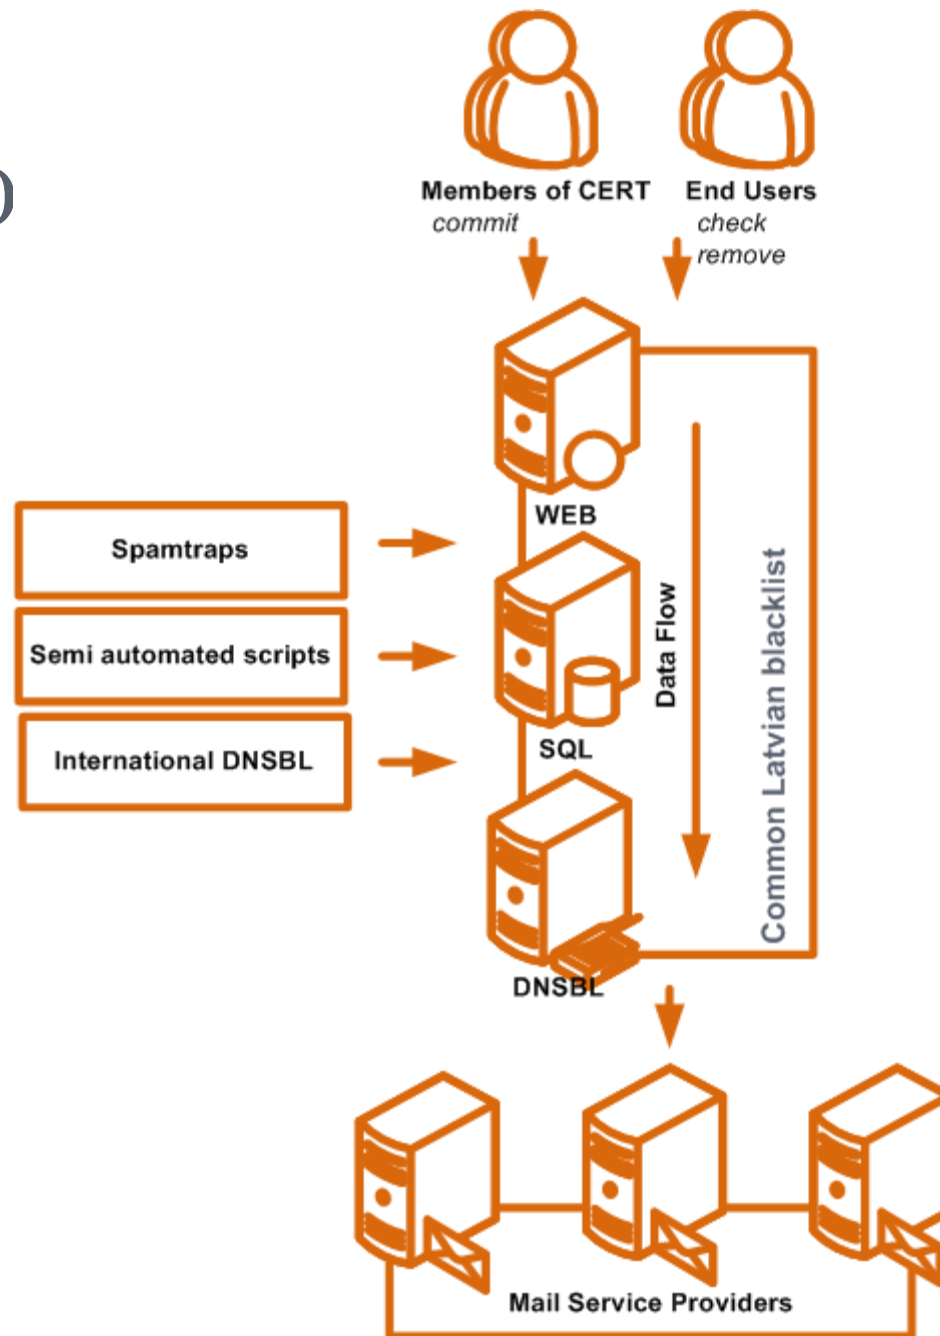 )
Members of CERT
commit
End Users
check
remove
WEB
Spamtraps
Semi automated scripts
International DNSBL
SQL
Data Flow
Common Latvian blacklist
DNSBL
Mail Service Providers